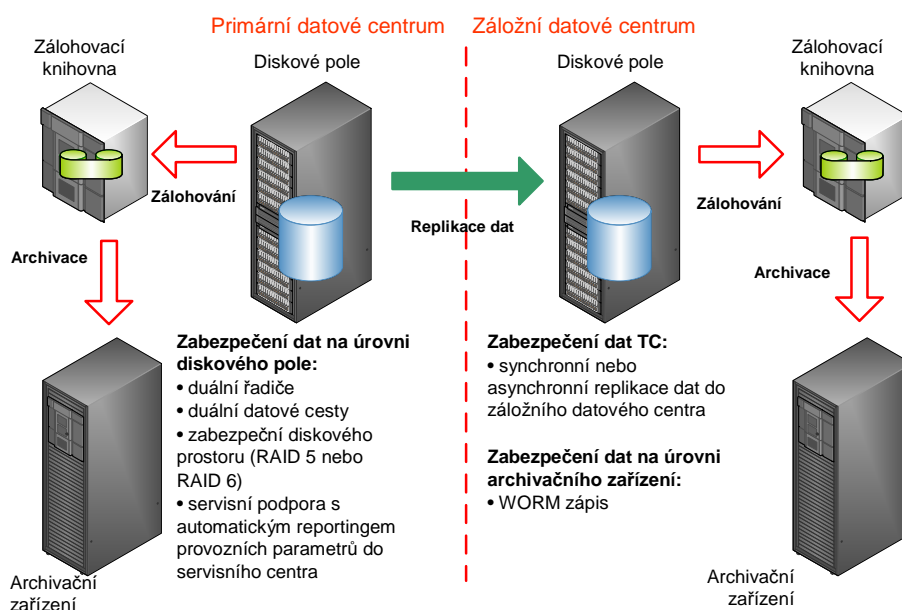 Primární datové centrum
Záložní datové centrum
Zálohovací
knihovna
Diskové pole
Diskové pole
Zálohovací
knihovna
Zálohování
Replikace dat
Zálohování
Archivace
Archivace
Zabezpečení dat na úrovni
diskového pole:
• duální řadiče
• duální datové cesty
• zabezpční diskového
prostoru (RAID 5 nebo
RAID 6)
• servisní podpora s
automatickým reportingem
provozních parametrů do
servisního centra
Zabezpečení dat TC:
• synchronní nebo
asynchronní replikace dat do
záložního datového centra
Zabezpečení dat na úrovni
archivačního zařízení:
• WORM zápis
Archivační
zařízení
Archivační
zařízení